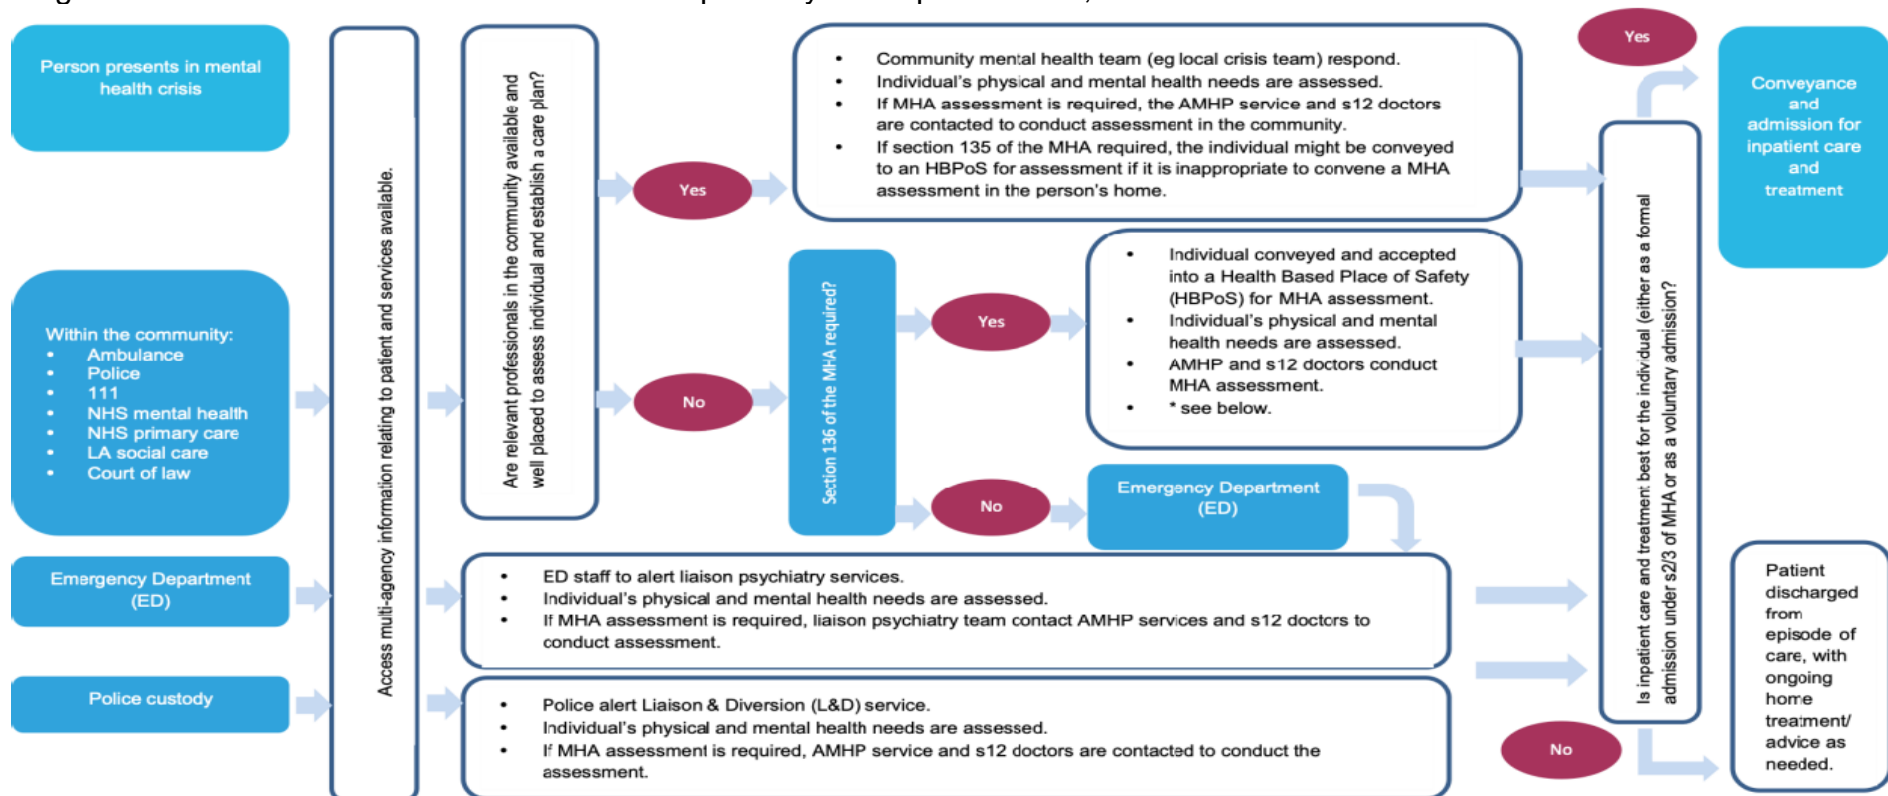 Person presents in mental
health crisis
Within the community:
• Ambulance
• Police
• 111
• NHS mental health
• NHS primary care
• LA social care
• Court of law
Emergency Department
(ED)
Police custody
Access multi-agency information relating to patient and services available.
Are relevant professionals in the community available and
well placed to assess individual and establish a care plan?
Yes
No
• Community mental health team (eg local crisis team) respond.
• Individual's physical and mental health needs are assessed.
• If MHA assessment is required, the AMHP service and s12 doctors
are contacted to conduct assessment in the community.
• If section 135 of the MHA required, the individual might be conveyed
to an HBPoS for assessment if it is inappropriate to convene a MHA
assessment in the person's home.
Section 136 of the MHA required?
Yes
• Individual conveyed and accepted
into a Health Based Place of Safety
(HBPoS) for MHA assessment.
• Individual's physical and mental
health needs are assessed.
• AMHP and s12 doctors conduct
MHA assessment.
• * see below.
No
Emergency Department
(ED)
• ED staff to alert liaison psychiatry services.
• Individual's physical and mental health needs are assessed.
• If MHA assessment is required, liaison psychiatry team contact AMHP services and s12 doctors to
conduct assessment.
• Police alert Liaison & Diversion (L&D) service.
• Individual's physical and mental health needs are assessed.
• If MHA assessment is required, AMHP service and s12 doctors are contacted to conduct the
assessment.
Is inpatient care and treatment best for the individual (either as a formal
admission under s2/3 of MHA or as a voluntary admission?
Yes
Conveyance
and
admission for
inpatient care
and
treatment
No
Patient
discharged
from
episode of
care, with
ongoing
home
treatment/
advice as
needed.